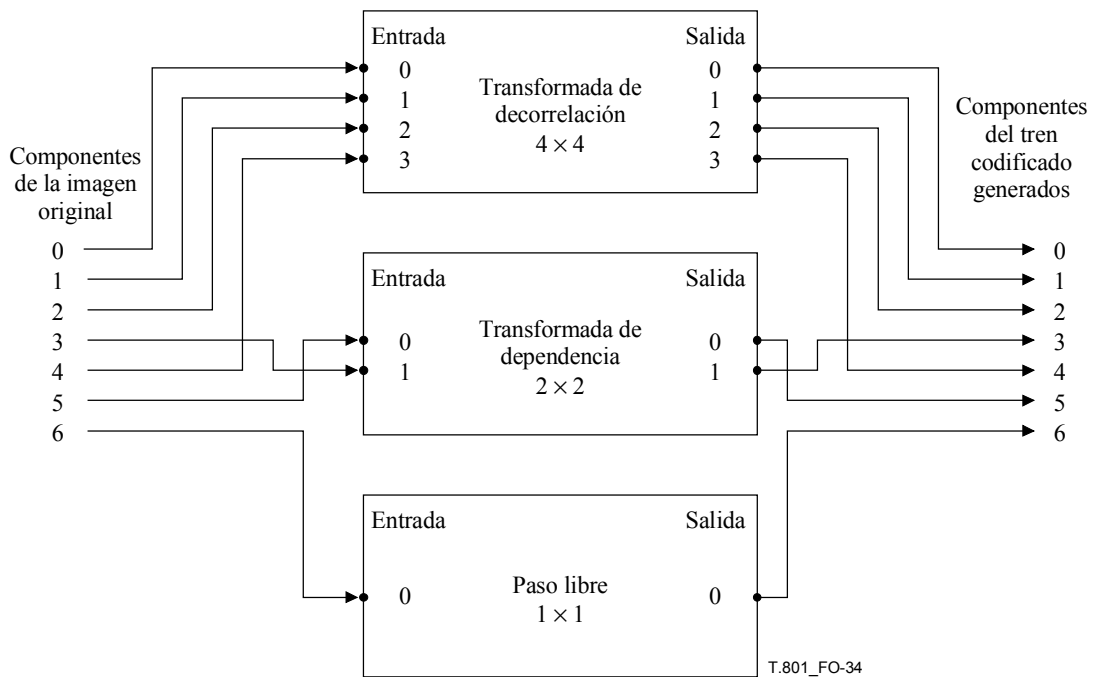 Componentes
de la imagen
original
0
1
2
3
4
5
6
Entrada
Salida
0
1
2
3
Transformada de
decorrelación
4 × 4
0
1
2
3
Entrada
Salida
0
1
Transformada de
dependencia
2 × 2
0
1
Entrada
Salida
0
Paso libre
1 × 1
0
Componentes
del tren
codificado
generados
0
1
2
3
4
5
6
T.801_FO-34